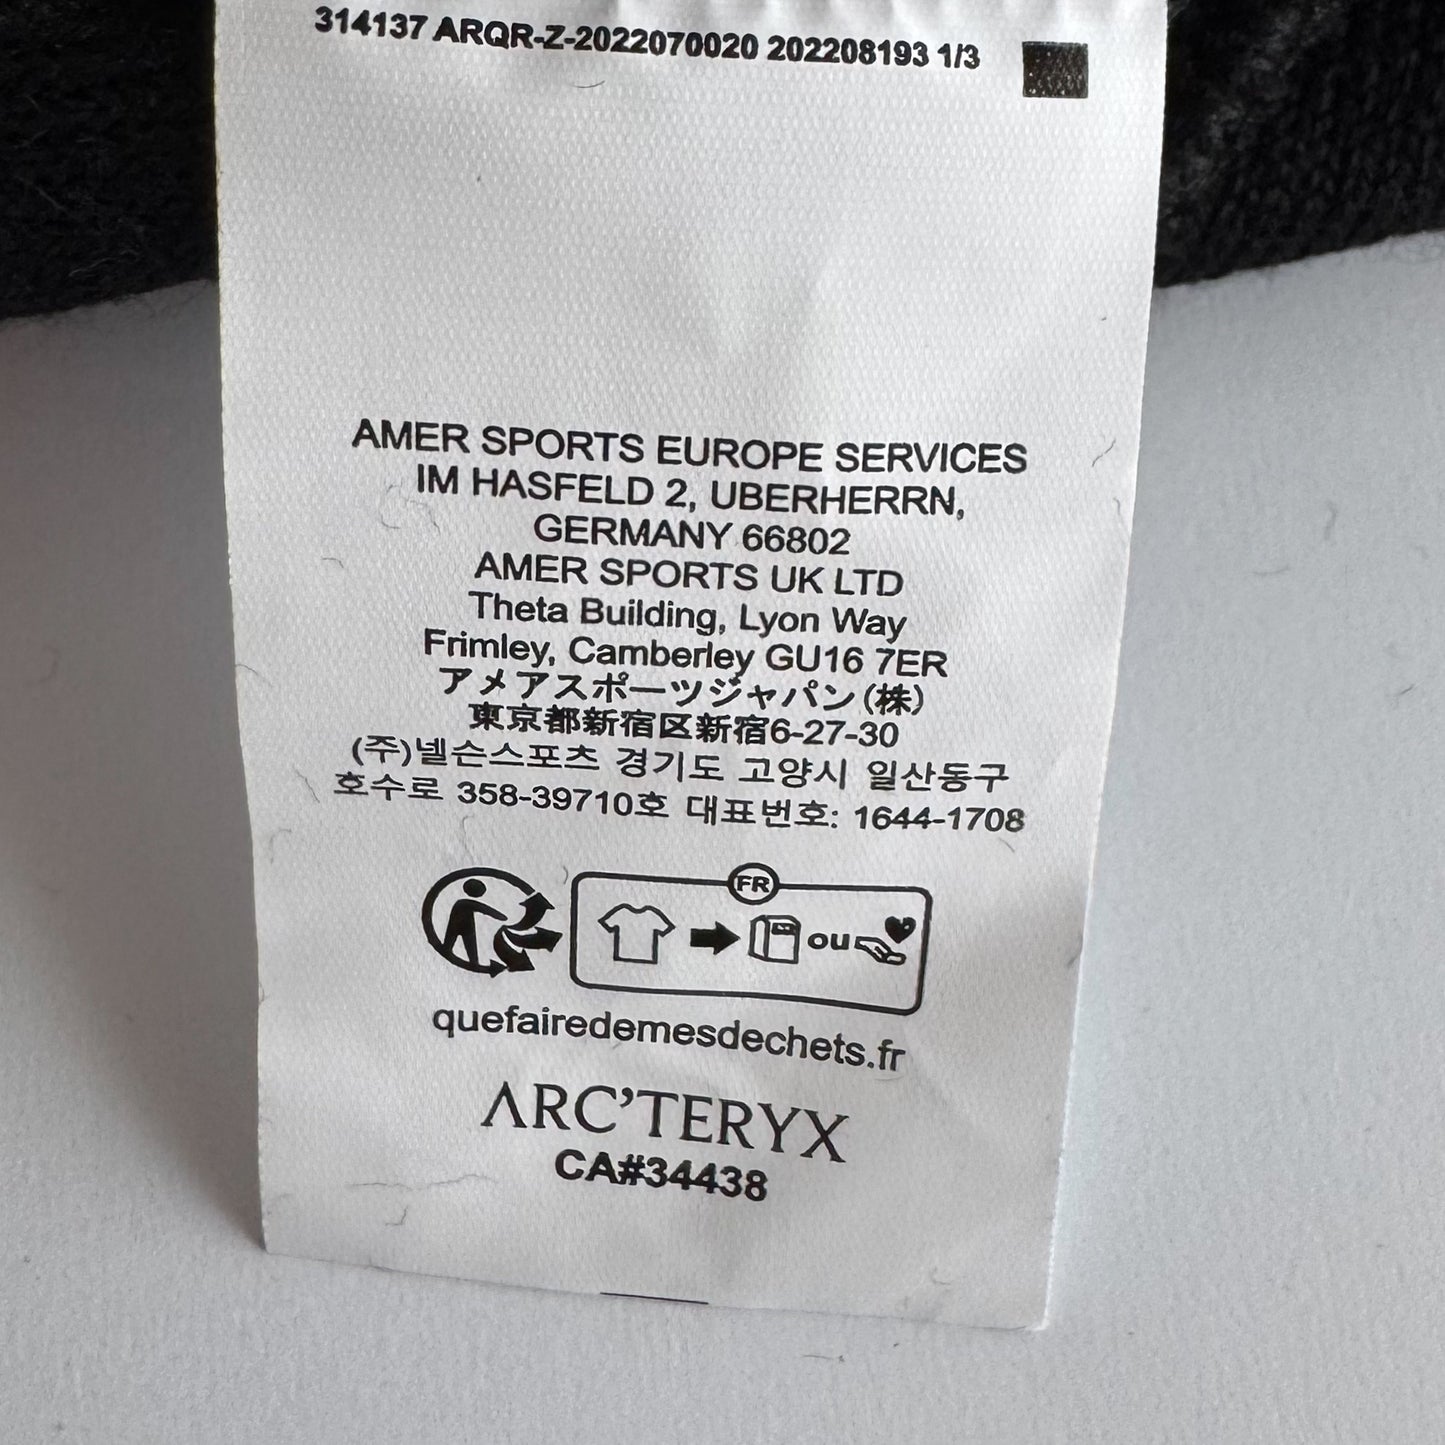 314137 ARQR-Z-2022070020 202208193 1/3
AMER SPORTS EUROPE SERVICES
IM HASFELD 2, UBERHERRN,
GERMANY 66802
AMER SPORTS UK LTD
Theta Building, Lyon Way
Frimley, Camberley GU16 7ER
アメアスポーツジャパン(株)
東京都新宿区新宿6-27-30
(주)넬슨스포츠 경기도 고양시 일산동구
호수로 358-39710호 대표번호: 1644-1708
FR
ou
quefairedemesdechets.fr
ARC'TERYX
CA#34438